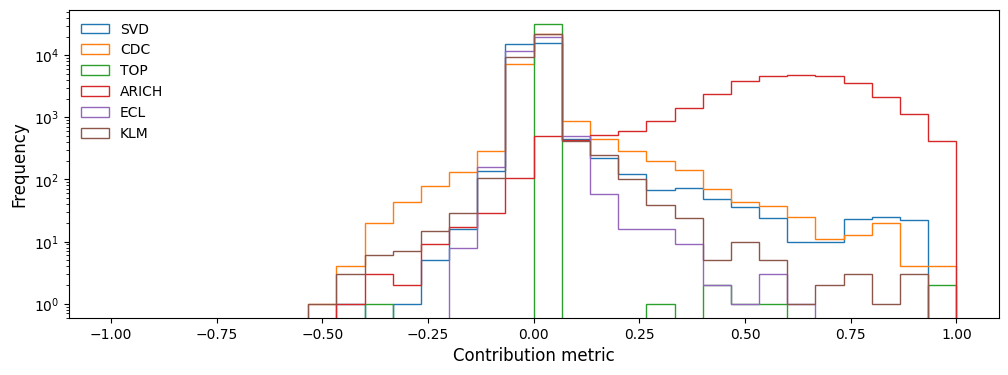 SVD
CDC
TOP
ARICH
ECL
KLM
Frequency
10⁴
10³
10²
10¹
10⁰
−1.00 −0.75 −0.50 −0.25 0.00 0.25 0.50 0.75 1.00
Contribution metric